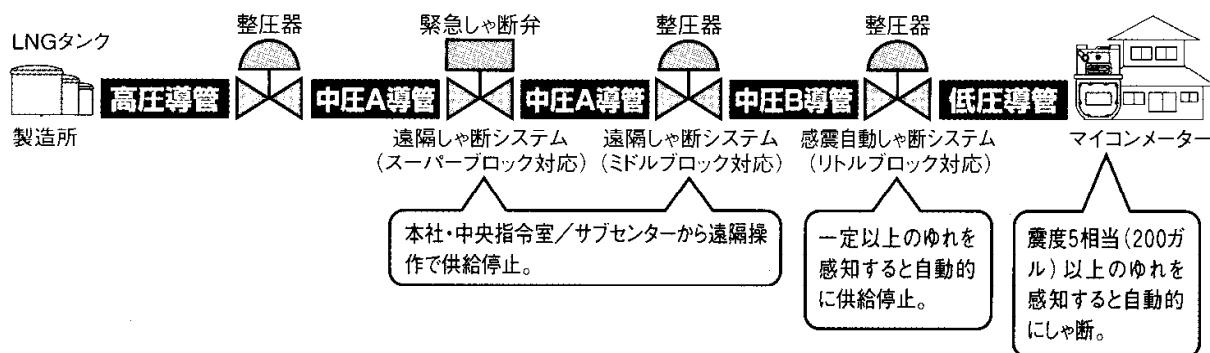 整圧器
緊急しゃ断弁
整圧器
整圧器
LNGタンク
高圧導管
中圧A導管
中圧A導管
中圧B導管
低圧導管
製造所
遠隔しゃ断システム
(スーパーブロック対応)
遠隔しゃ断システム
(ミドルブロック対応)
感震自動しゃ断システム
(リトルブロック対応)
マイコンメーター
本社・中央指令室/サブセンターから遠隔操
作で供給停止。
一定以上のゆれを
感知すると自動的
に供給停止。
震度5相当(200ガ
ル)以上のゆれを
感知すると自動的
にしゃ断。